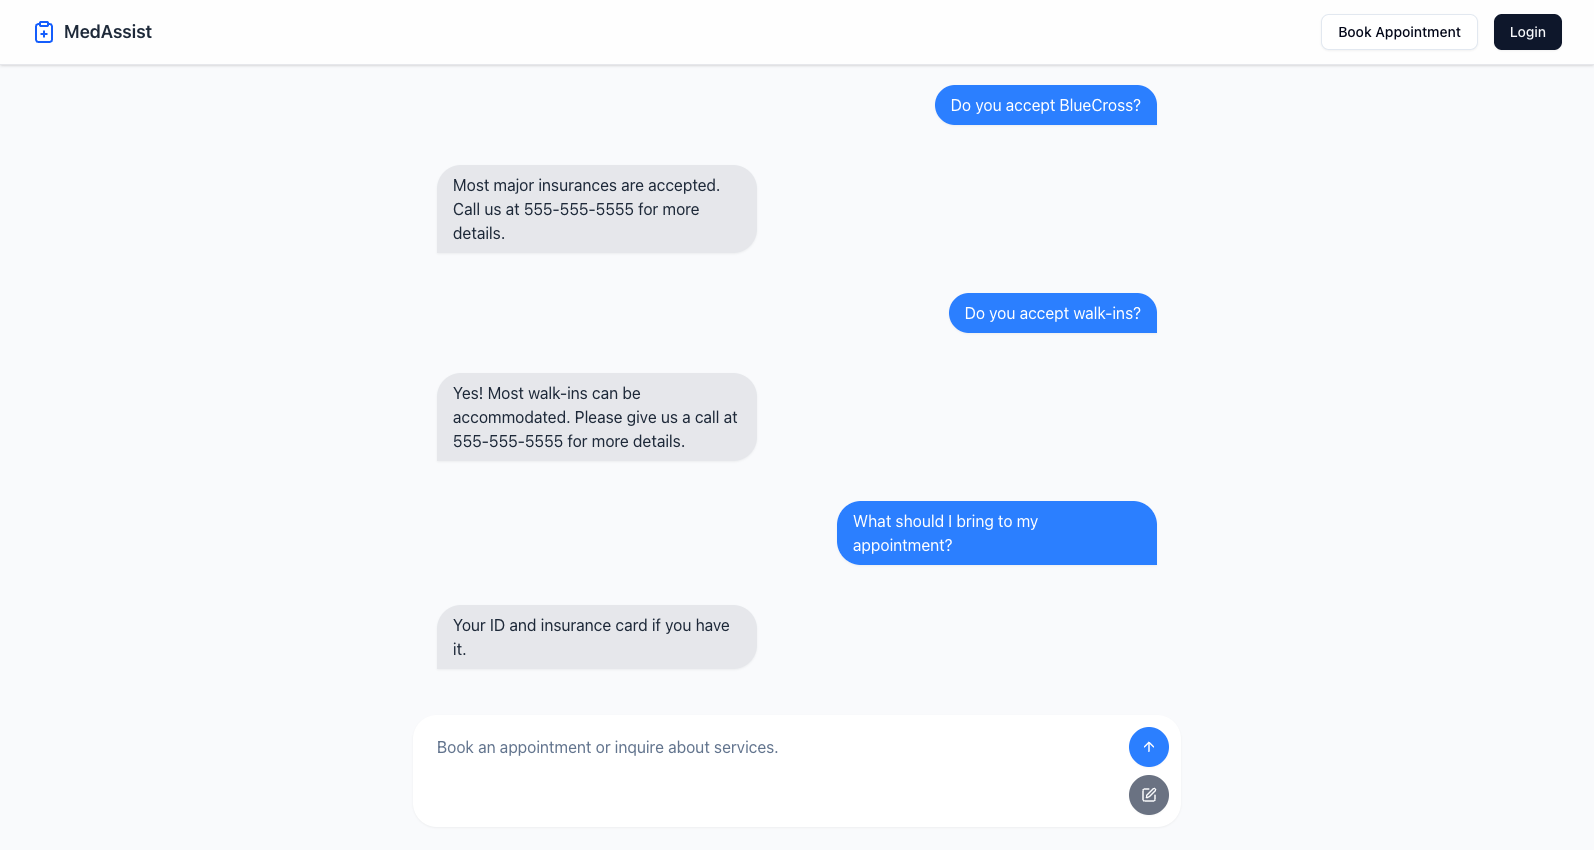 MedAssist
Book Appointment
Login
Do you accept BlueCross?
Most major insurances are accepted.
Call us at 555-555-5555 for more
details.
Do you accept walk-ins?
Yes! Most walk-ins can be
accommodated. Please give us a call at
555-555-5555 for more details.
What should I bring to my
appointment?
Your ID and insurance card if you have
it.
Book an appointment or inquire about services.